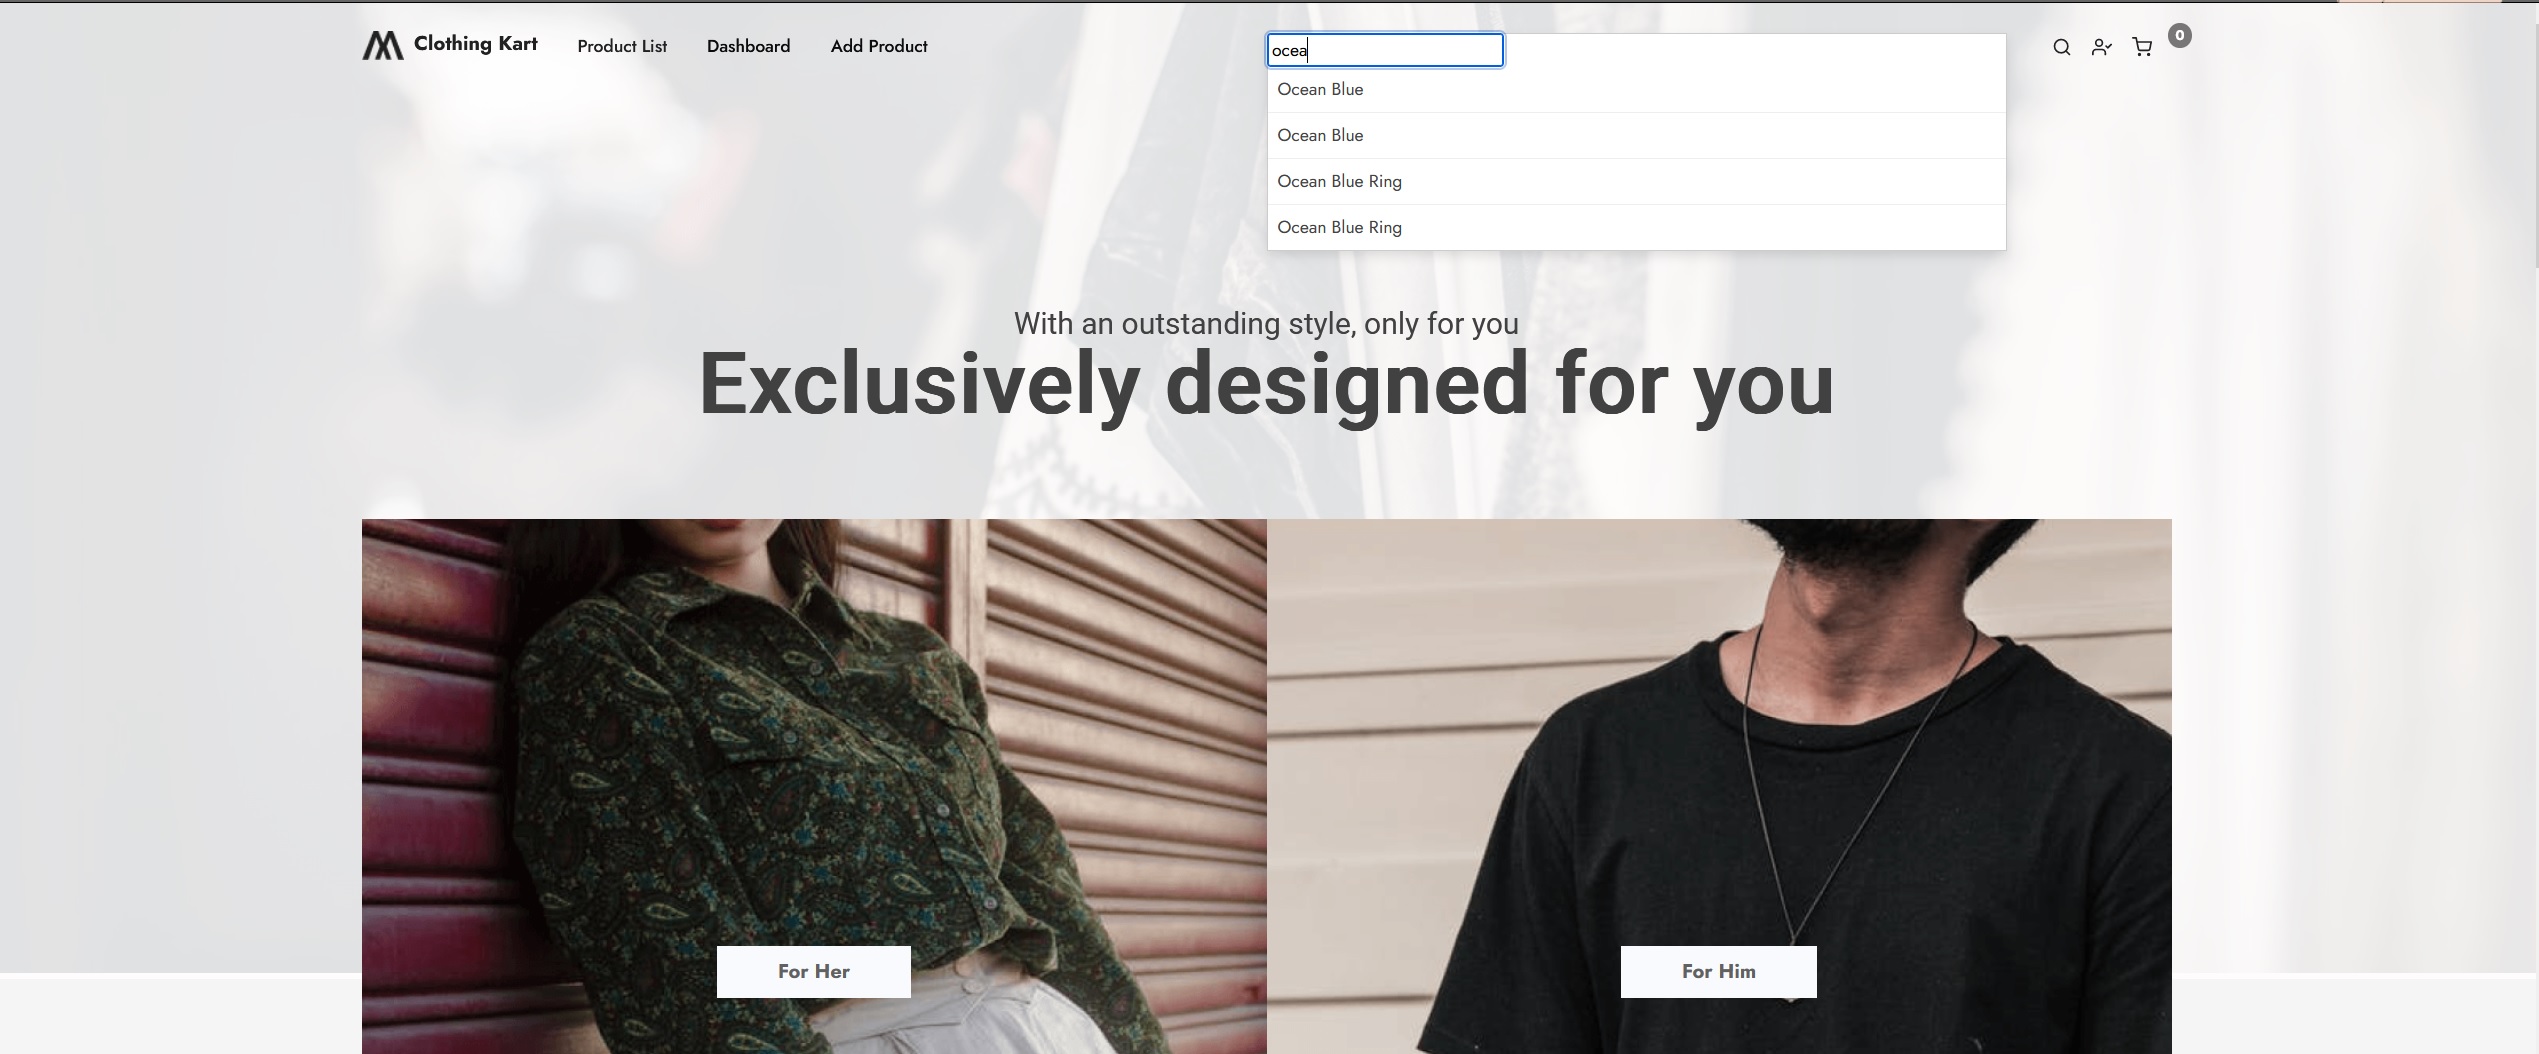 Clothing Kart
Product List
Dashboard
Add Product
ocea
0
Ocean Blue
Ocean Blue
Ocean Blue Ring
Ocean Blue Ring
With an outstanding style, only for you
Exclusively designed for you
For Her
For Him